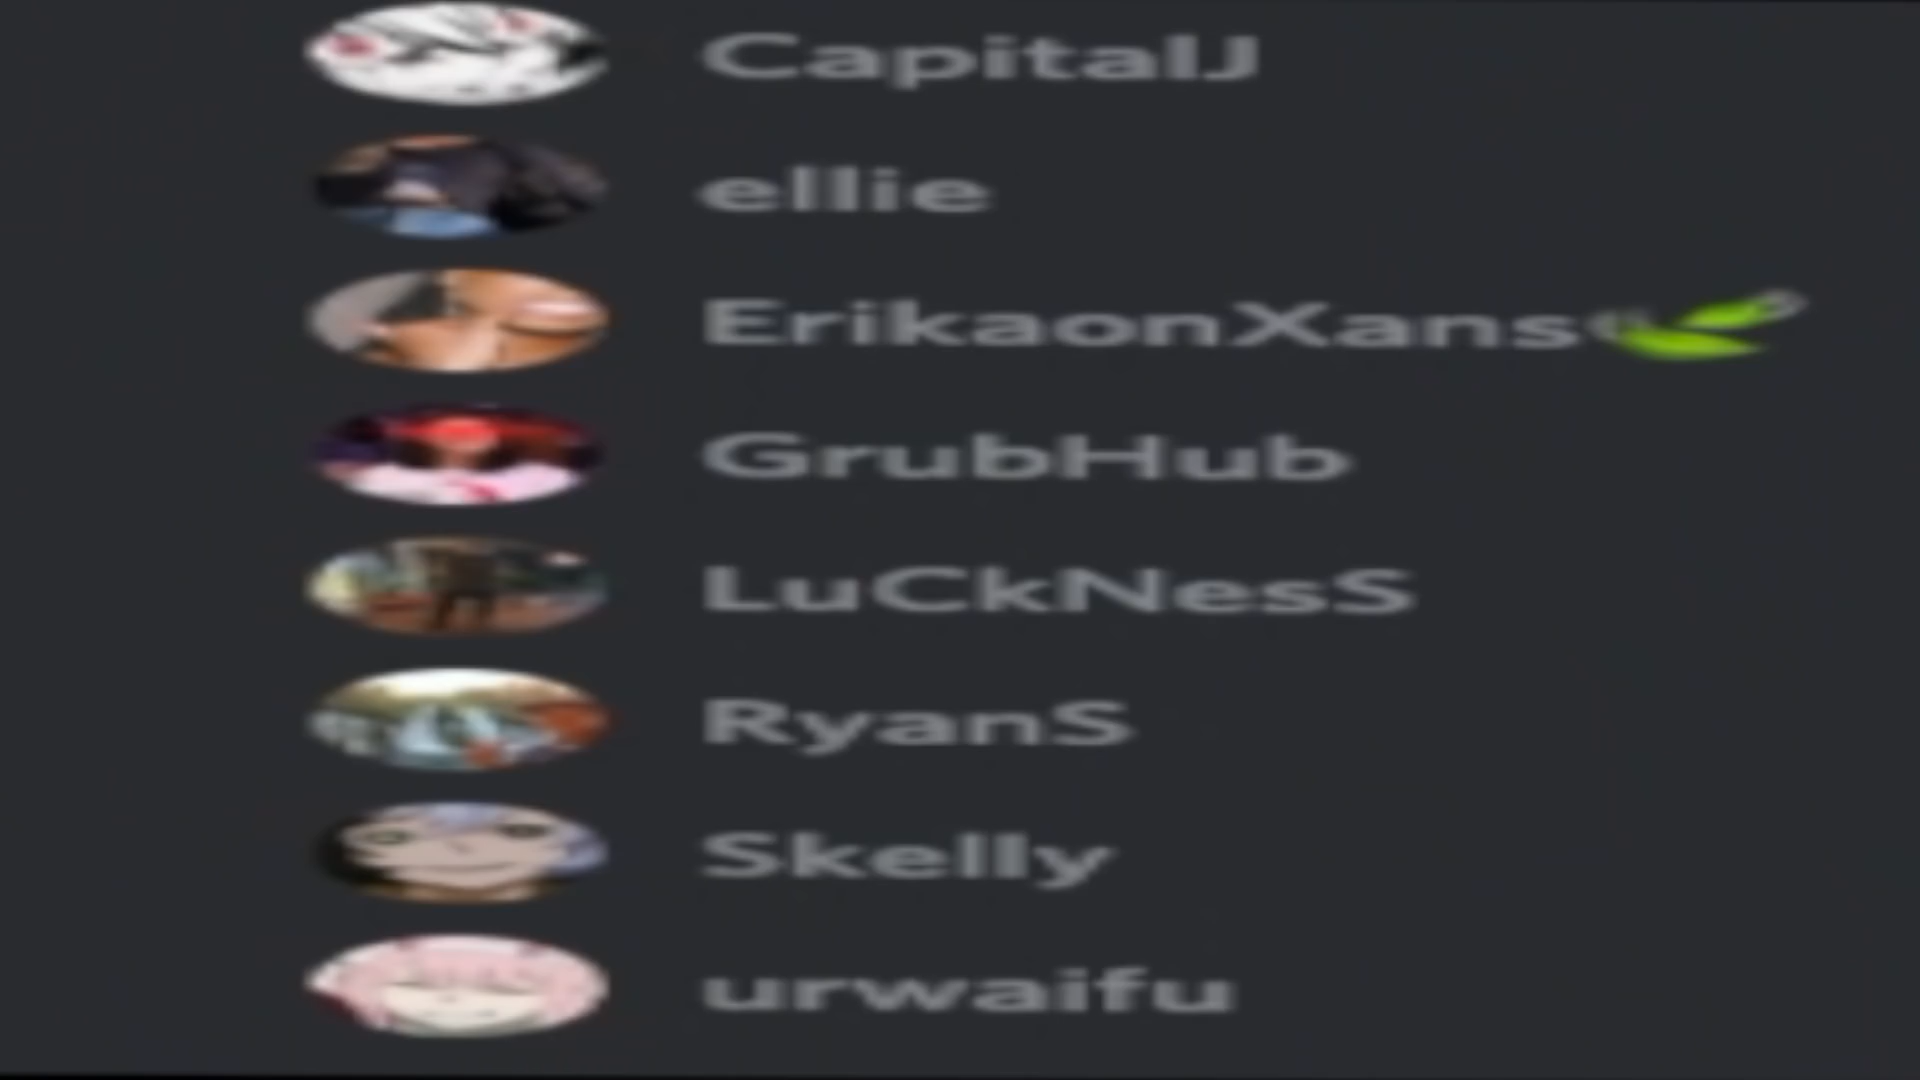 CapitalJ
ellie
ErikaonXans🌿
GrubHub
LuCkNesS
RyanS
Skelly
urwaifu